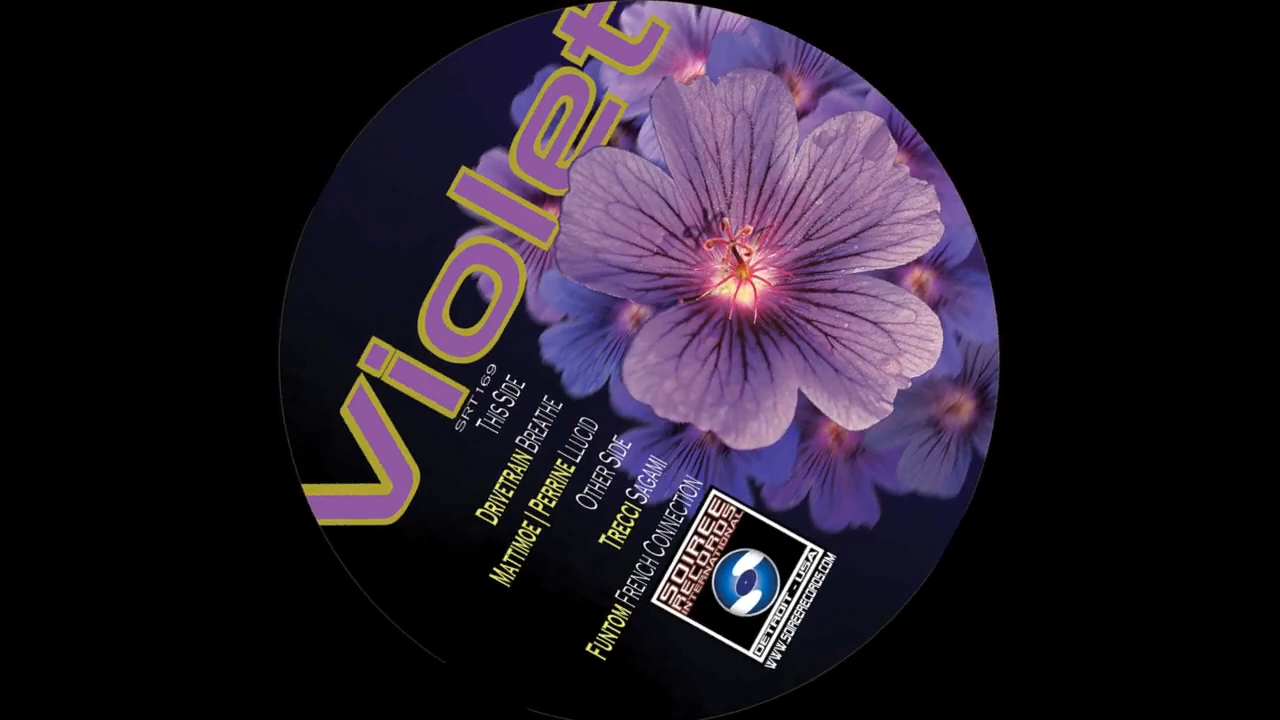 Violet
SRT169
THIS SIDE
DRIVETRAIN BREATHE
MATTIMOE | PERRINE LLUCID
OTHER SIDE
TRECCI SAGAMI
FUNTOM FRENCH CONNECTION
SOIREE
RECORDS
INTERNATIONAL
DETROIT - USA
WWW.SOIREERECORDS.COM